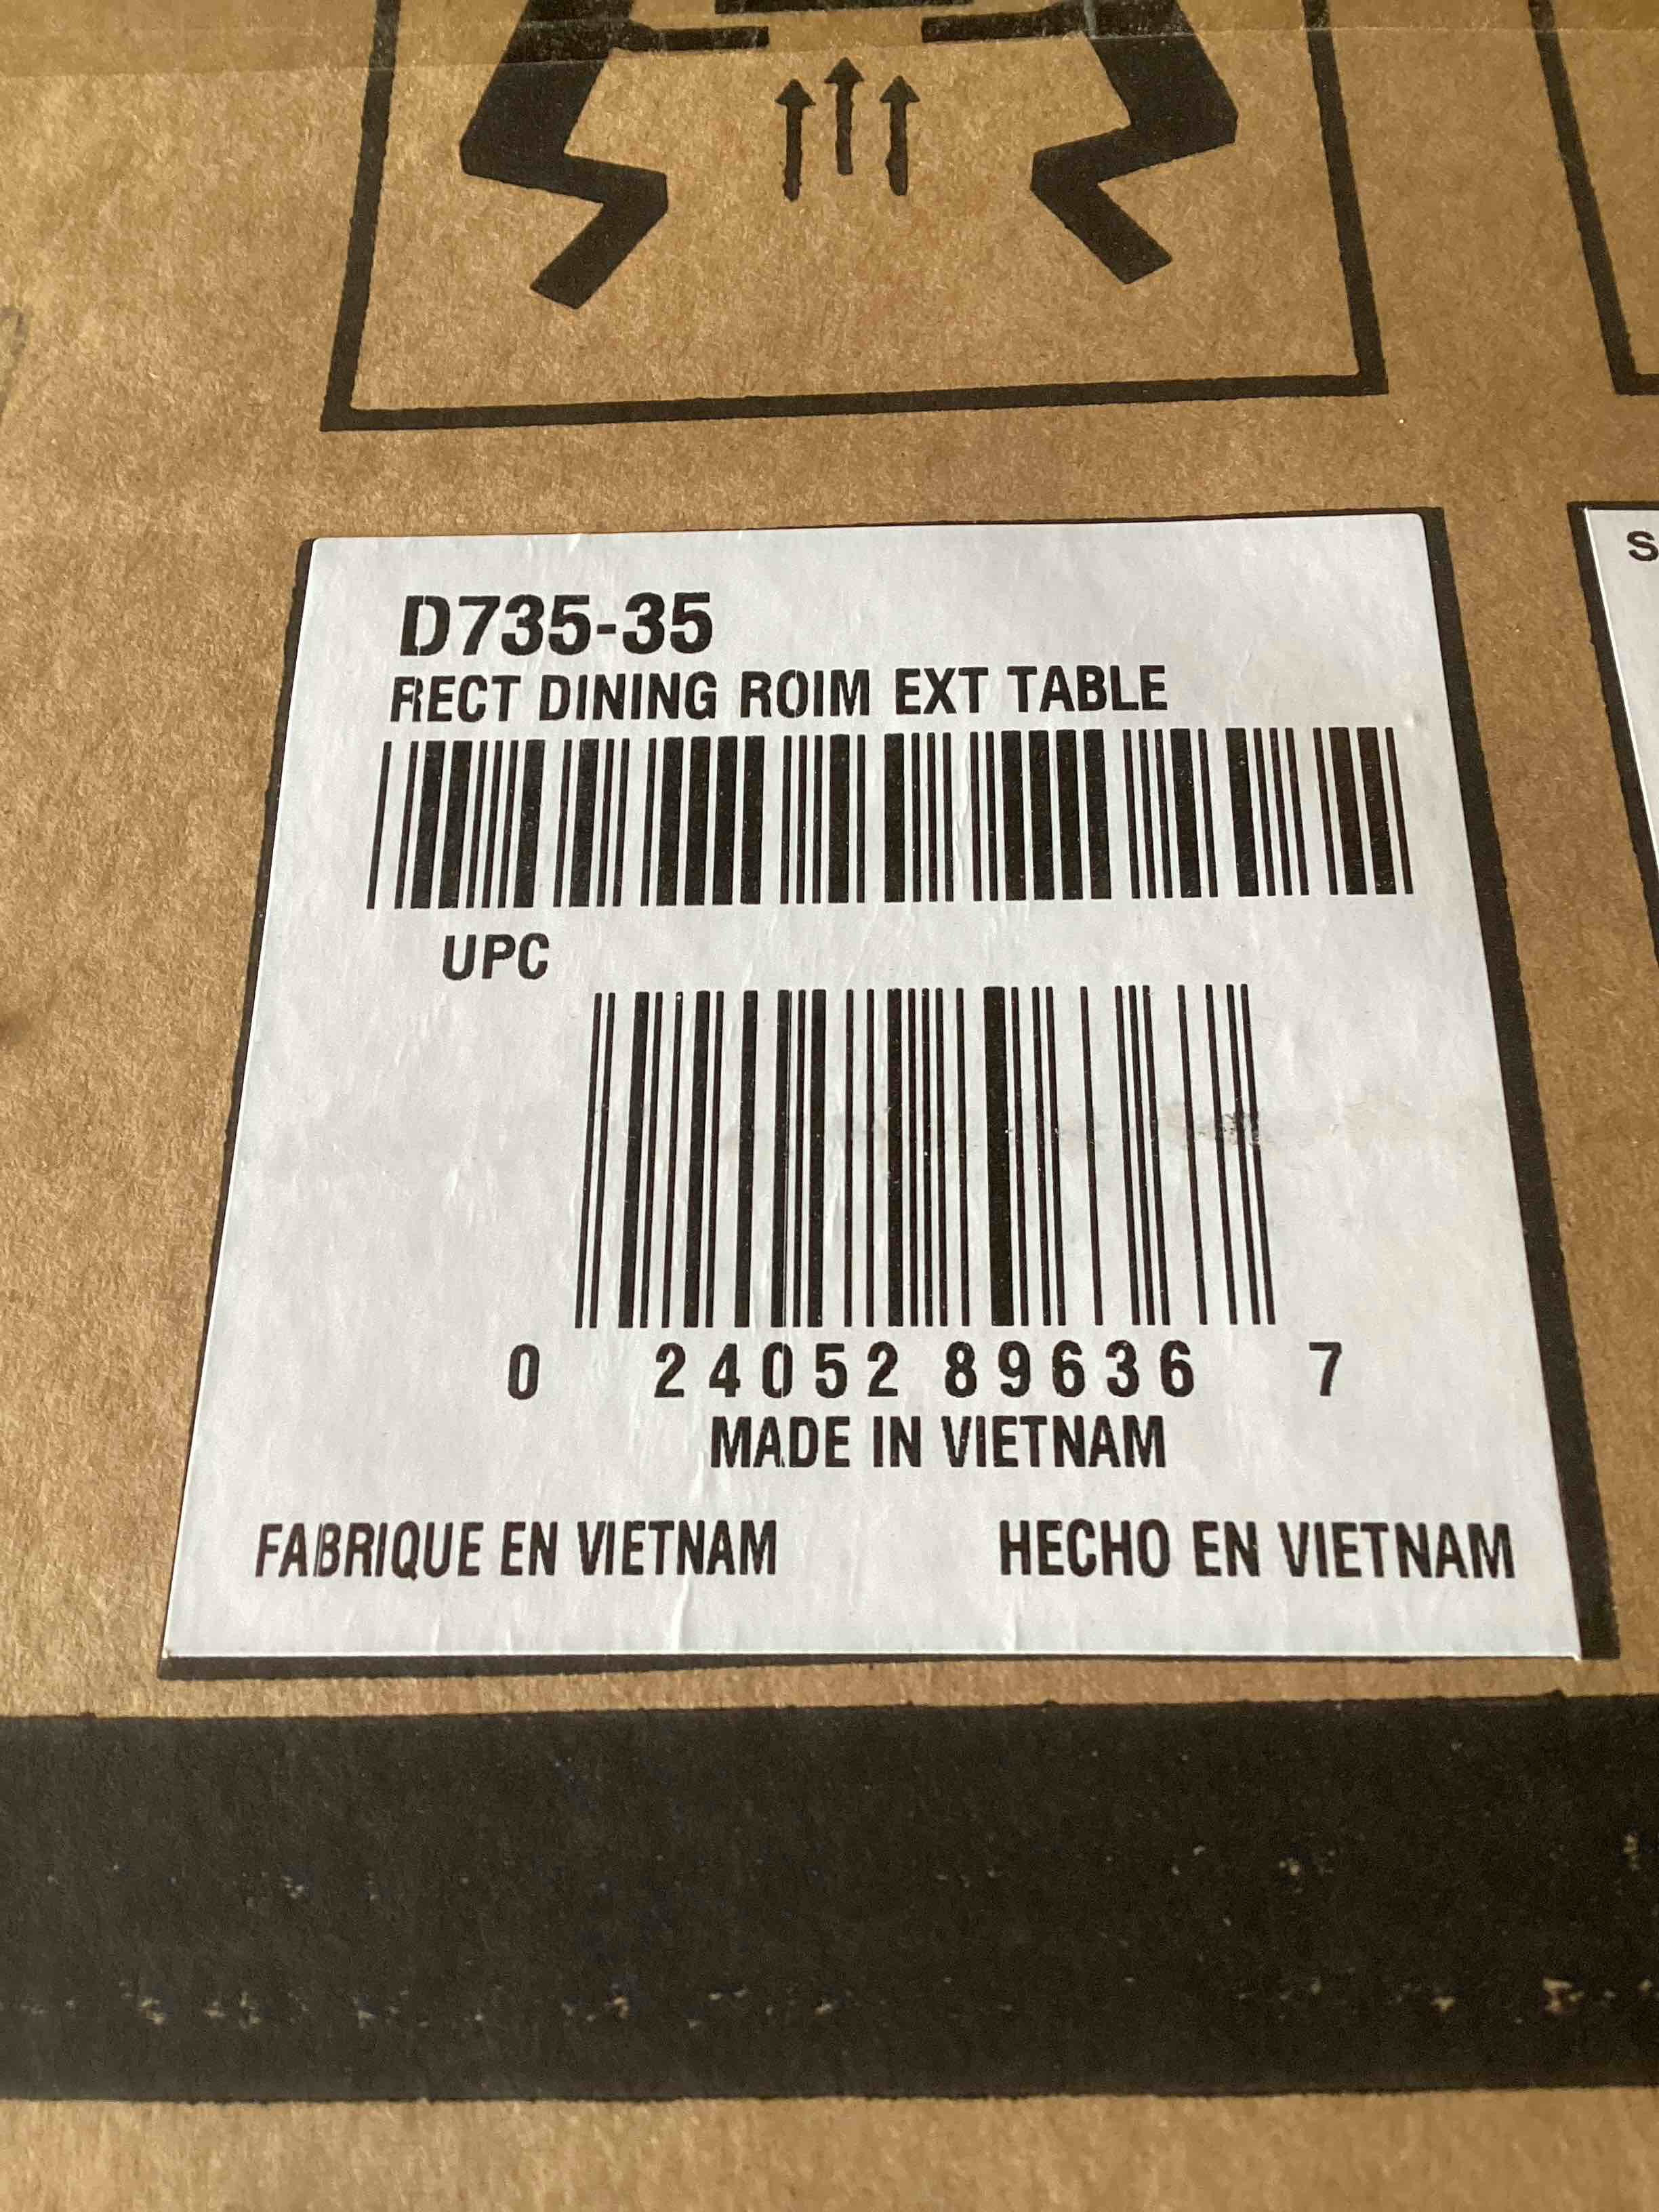 D735-35
RECT DINING ROIM EXT TABLE
UPC
0 24052 89636 7
MADE IN VIETNAM
FABRIQUE EN VIETNAM
HECHO EN VIETNAM
S